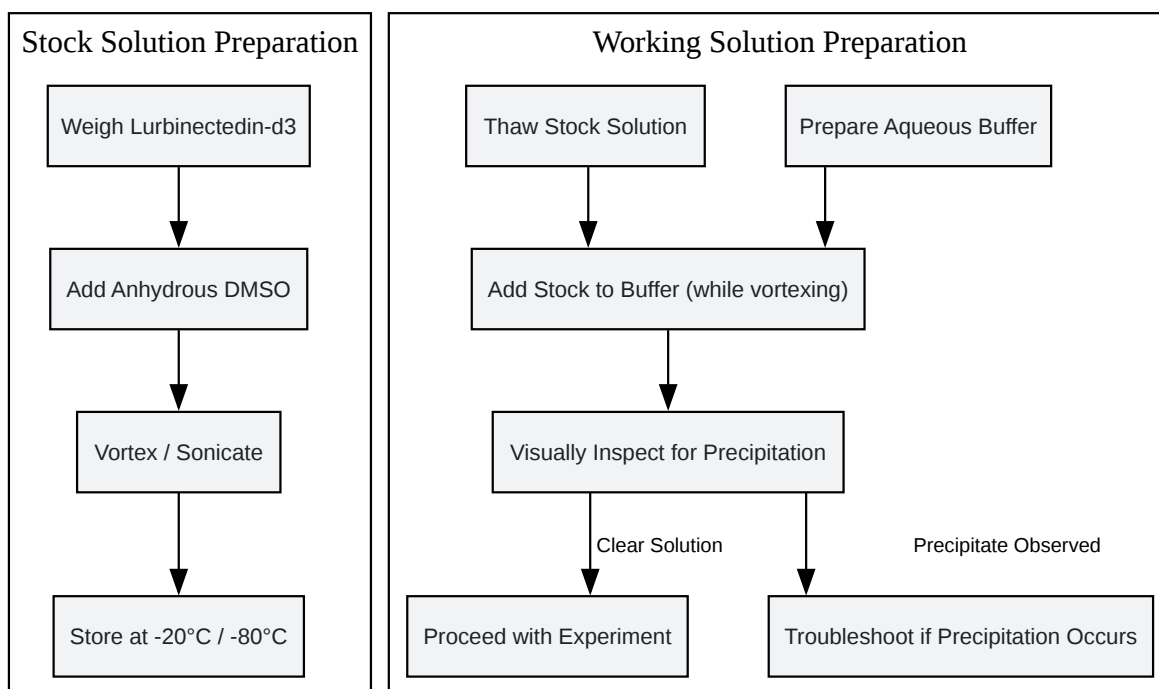 Stock Solution Preparation
Weigh Lurbinectedin-d3
Add Anhydrous DMSO
Vortex / Sonicate
Store at -20°C / -80°C
Working Solution Preparation
Thaw Stock Solution
Prepare Aqueous Buffer
Add Stock to Buffer (while vortexing)
Visually Inspect for Precipitation
Clear Solution
Precipitate Observed
Proceed with Experiment
Troubleshoot if Precipitation Occurs